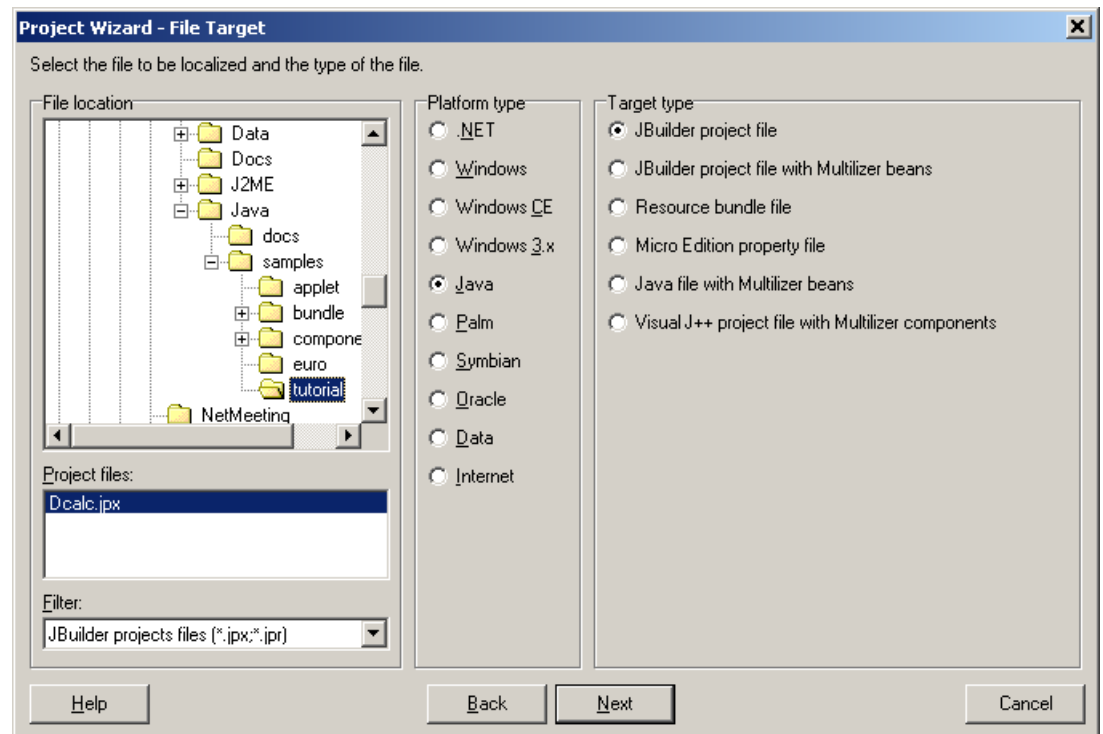 Project Wizard - File Target
Select the file to be localized and the type of the file.
File location
Data
Docs
J2ME
Java
docs
samples
applet
bundle
compone
euro
tutorial
NetMeeting
Project files:
Dcalc.jpx
Filter:
JBuilder projects files (*.jpx;*.jpr)
Platform type
.NET
Windows
Windows CE
Windows 3.x
Java
Palm
Symbian
Oracle
Data
Internet
Target type
JBuilder project file
JBuilder project file with Multilizer beans
Resource bundle file
Micro Edition property file
Java file with Multilizer beans
Visual J++ project file with Multilizer components
Help
Back
Next
Cancel